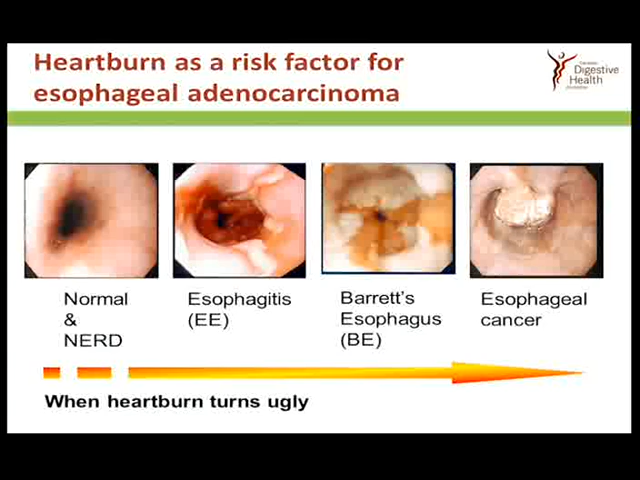 Heartburn as a risk factor for
esophageal adenocarcinoma
Digestive
Health
Normal
&
NERD
Esophagitis
(EE)
Barrett's
Esophagus
(BE)
Esophageal
cancer
When heartburn turns ugly